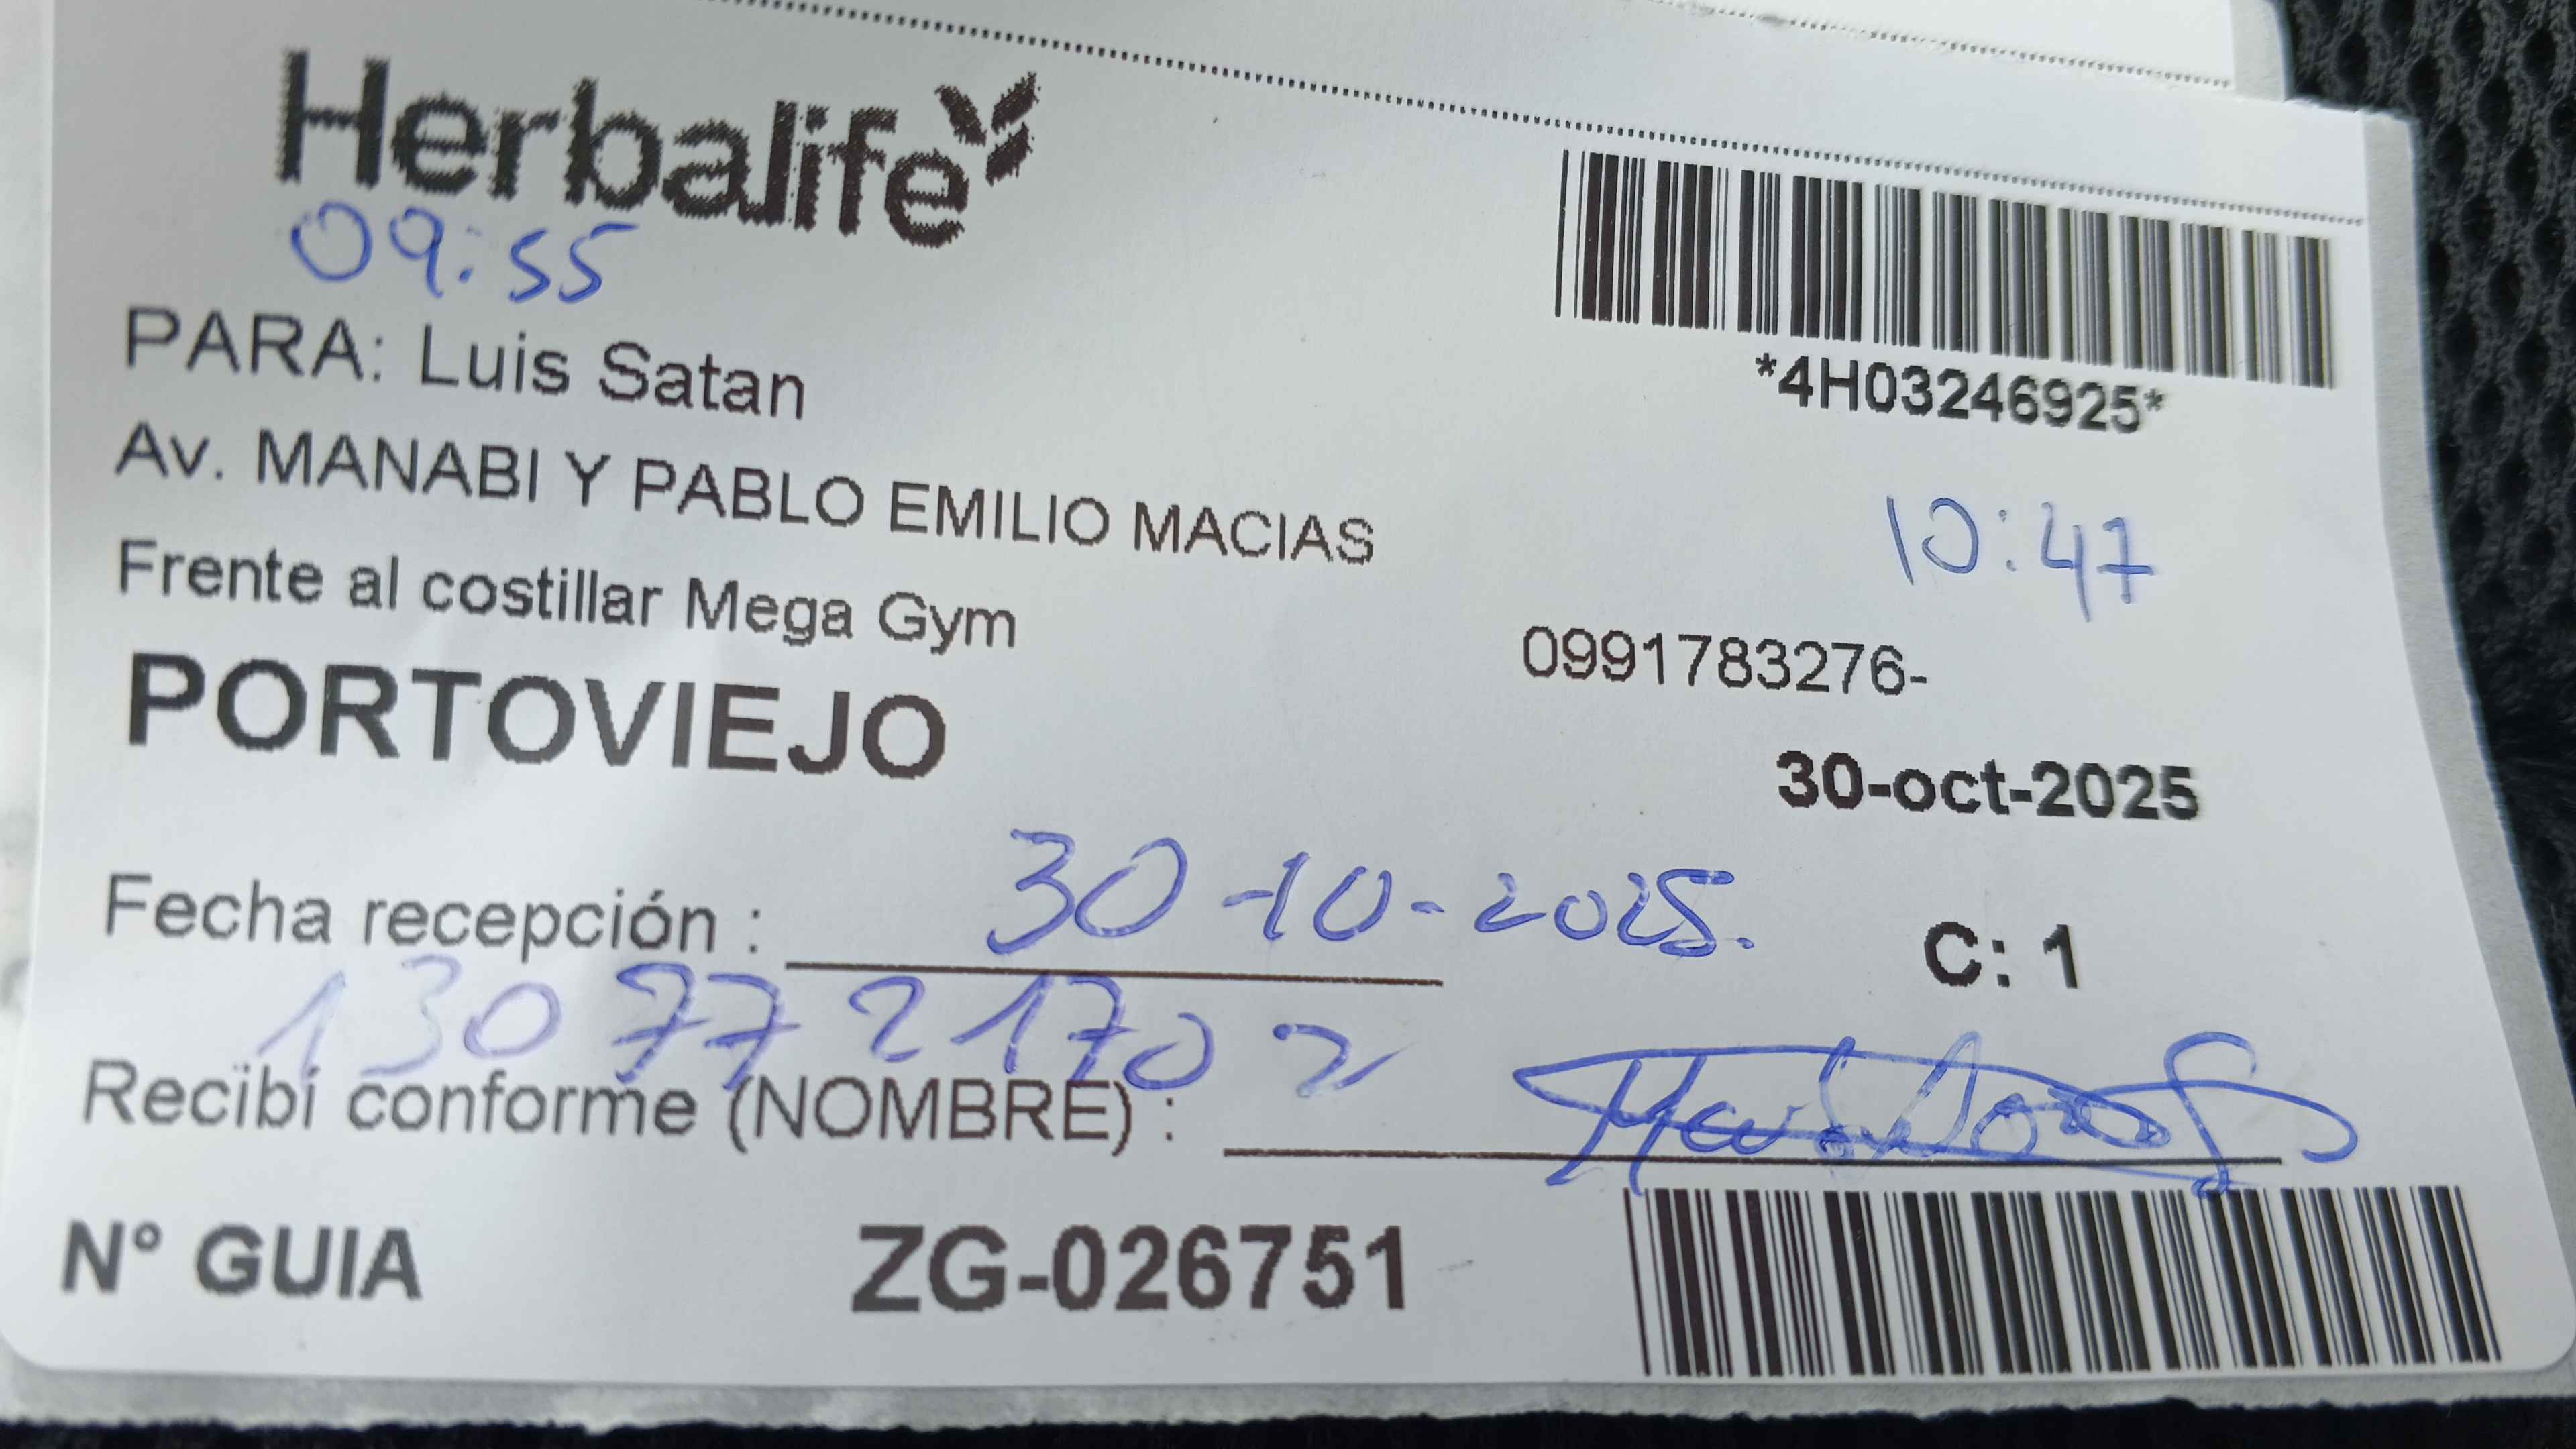 Herbalife
09:55
*4H03246925*
PARA: Luis Satan
Av. MANABI Y PABLO EMILIO MACIAS
10:47
Frente al costillar Mega Gym
0991783276-
PORTOVIEJO
30-oct-2025
Fecha recepción : 30-10-2025.
C: 1
1307721702
Recibí conforme (NOMBRE) :
N° GUIA ZG-026751